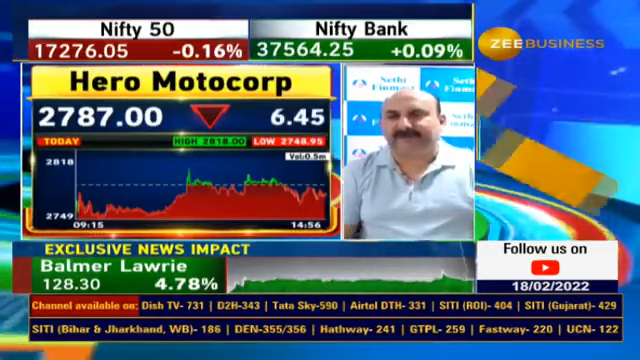 Nifty 50
17276.05 -0.16%
Nifty Bank
37564.25 +0.09%
ZEEBUSINESS
Hero Motocorp
2787.00 6.45
TODAY HIGH 2818.00 LOW 2748.95
Vol:0.5m
2818
2749
09:15 14:56
Sethi
Finmart
EXCLUSIVE NEWS IMPACT
Balmer Lawrie
128.30 4.78%
Follow us on
18/02/2022
Channel available on: Dish TV- 731 | D2H-343 | Tata Sky-590 | Airtel DTH- 331 | SITI (ROI)- 404 | SITI (Gujarat)- 429
SITI (Bihar & Jharkhand, WB)- 186 | DEN-355/356 | Hathway- 241 | GTPL- 259 | Fastway- 220 | UCN- 122